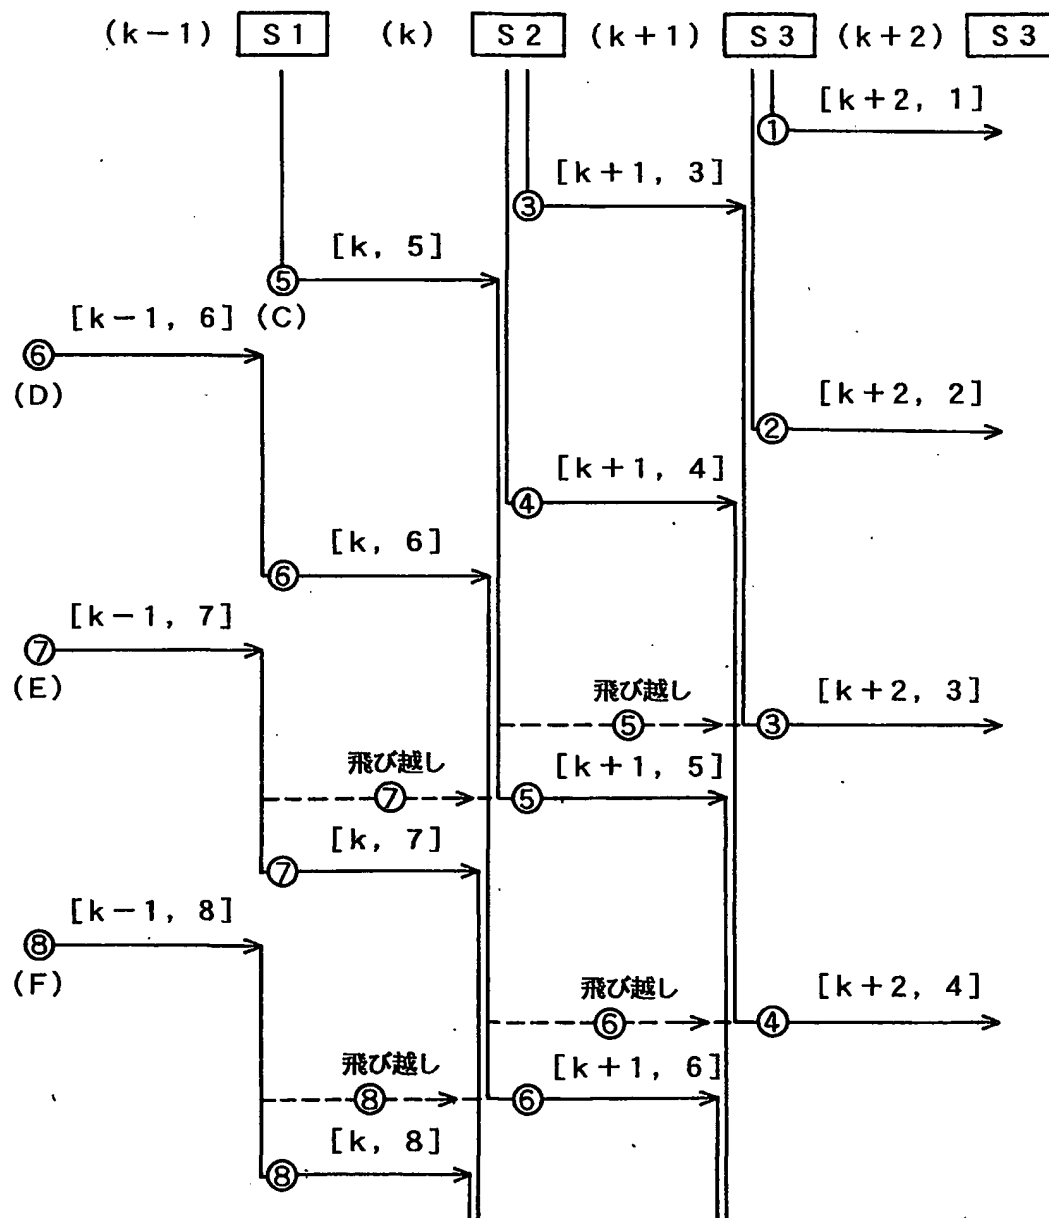 (k−1) S1 (k) S2 (k+1) S3 (k+2) S3
[k+2, 1]
①
[k+1, 3]
③
[k, 5]
⑤
[k−1, 6] (C)
⑥
(D)
[k+2, 2]
②
[k+1, 4]
④
[k, 6]
⑥
[k−1, 7]
⑦
(E)
飛び越し [k+2, 3]
⑤ ③
飛び越し [k+1, 5]
⑦ ⑤
[k, 7]
⑦
[k−1, 8]
⑧
(F)
飛び越し [k+2, 4]
⑥ ④
飛び越し [k+1, 6]
⑧ ⑥
[k, 8]
⑧